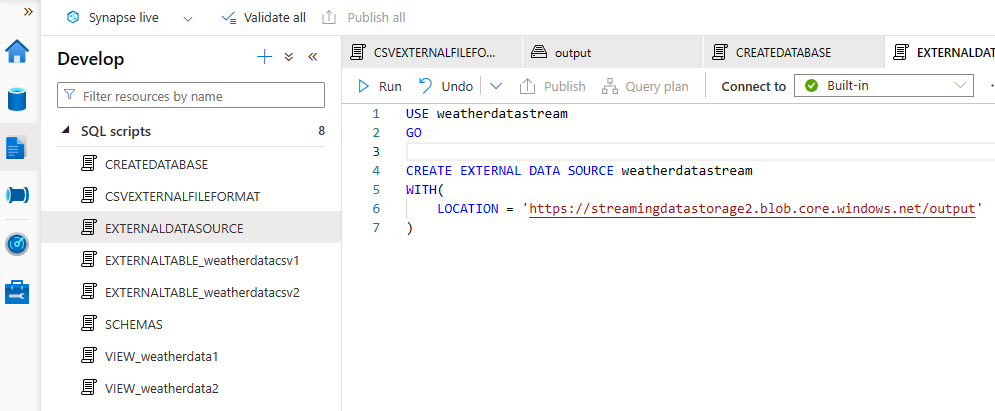 »
Synapse live
Validate all
Publish all
Develop
Filter resources by name
SQL scripts 8
CREATEDATABASE
CSVEXTERNALFILEFORMAT
EXTERNALDATASOURCE
EXTERNALTABLE_weatherdatacsv1
EXTERNALTABLE_weatherdatacsv2
SCHEMAS
VIEW_weatherdata1
VIEW_weatherdata2
CSVEXTERNALFILEFO...
output
CREATEDATABASE
EXTERNALDAT
Run
Undo
Publish
Query plan
Connect to
Built-in
1 USE weatherdatastream
2 GO
3
4 CREATE EXTERNAL DATA SOURCE weatherdatastream
5 WITH(
6 LOCATION = 'https://streamingdatastorage2.blob.core.windows.net/output'
7 )